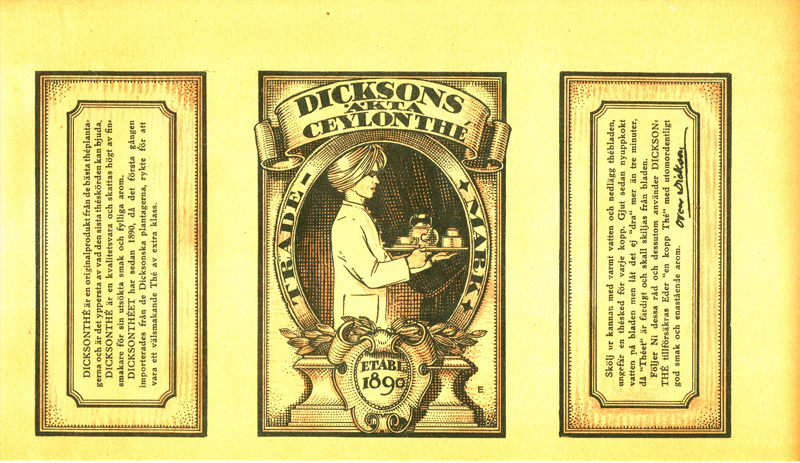 DICKSONTHÉ är en originalprodukt från de bästa théplanta-
gerna och är det yppersta av vad den sista théskörden kan bjuda,
DICKSONTHÉ är en kvalitetsvara och skattas högt av fin-
smakare för sin utsökta smak och fylliga arom.
DICKSONTHÉET har sedan 1890, då det första gången
importerades från de Dicksonska plantagerna, rykte för att
vara ett välsmakande Thé av extra klass.
DICKSONS
ÄKTA
CEYLONTHÉ
TRADE-
MARK
ETABL.
1890
E
Skölj ur kannan med varmt vatten och nedlägg thébladen,
ungefär en thésked för varje kopp. Gjut sedan nyuppkokt
vatten på bladen men låt det ej "dra" mer än tre minuter,
då "Théet" är färdigt och skall skiljas från bladen.
Följer Ni dessa råd och dessutom använder DICKSON-
THÉ tillförsäkras Eder "en kopp Thé" med utomordentligt
god smak och enastående arom.
Dickson